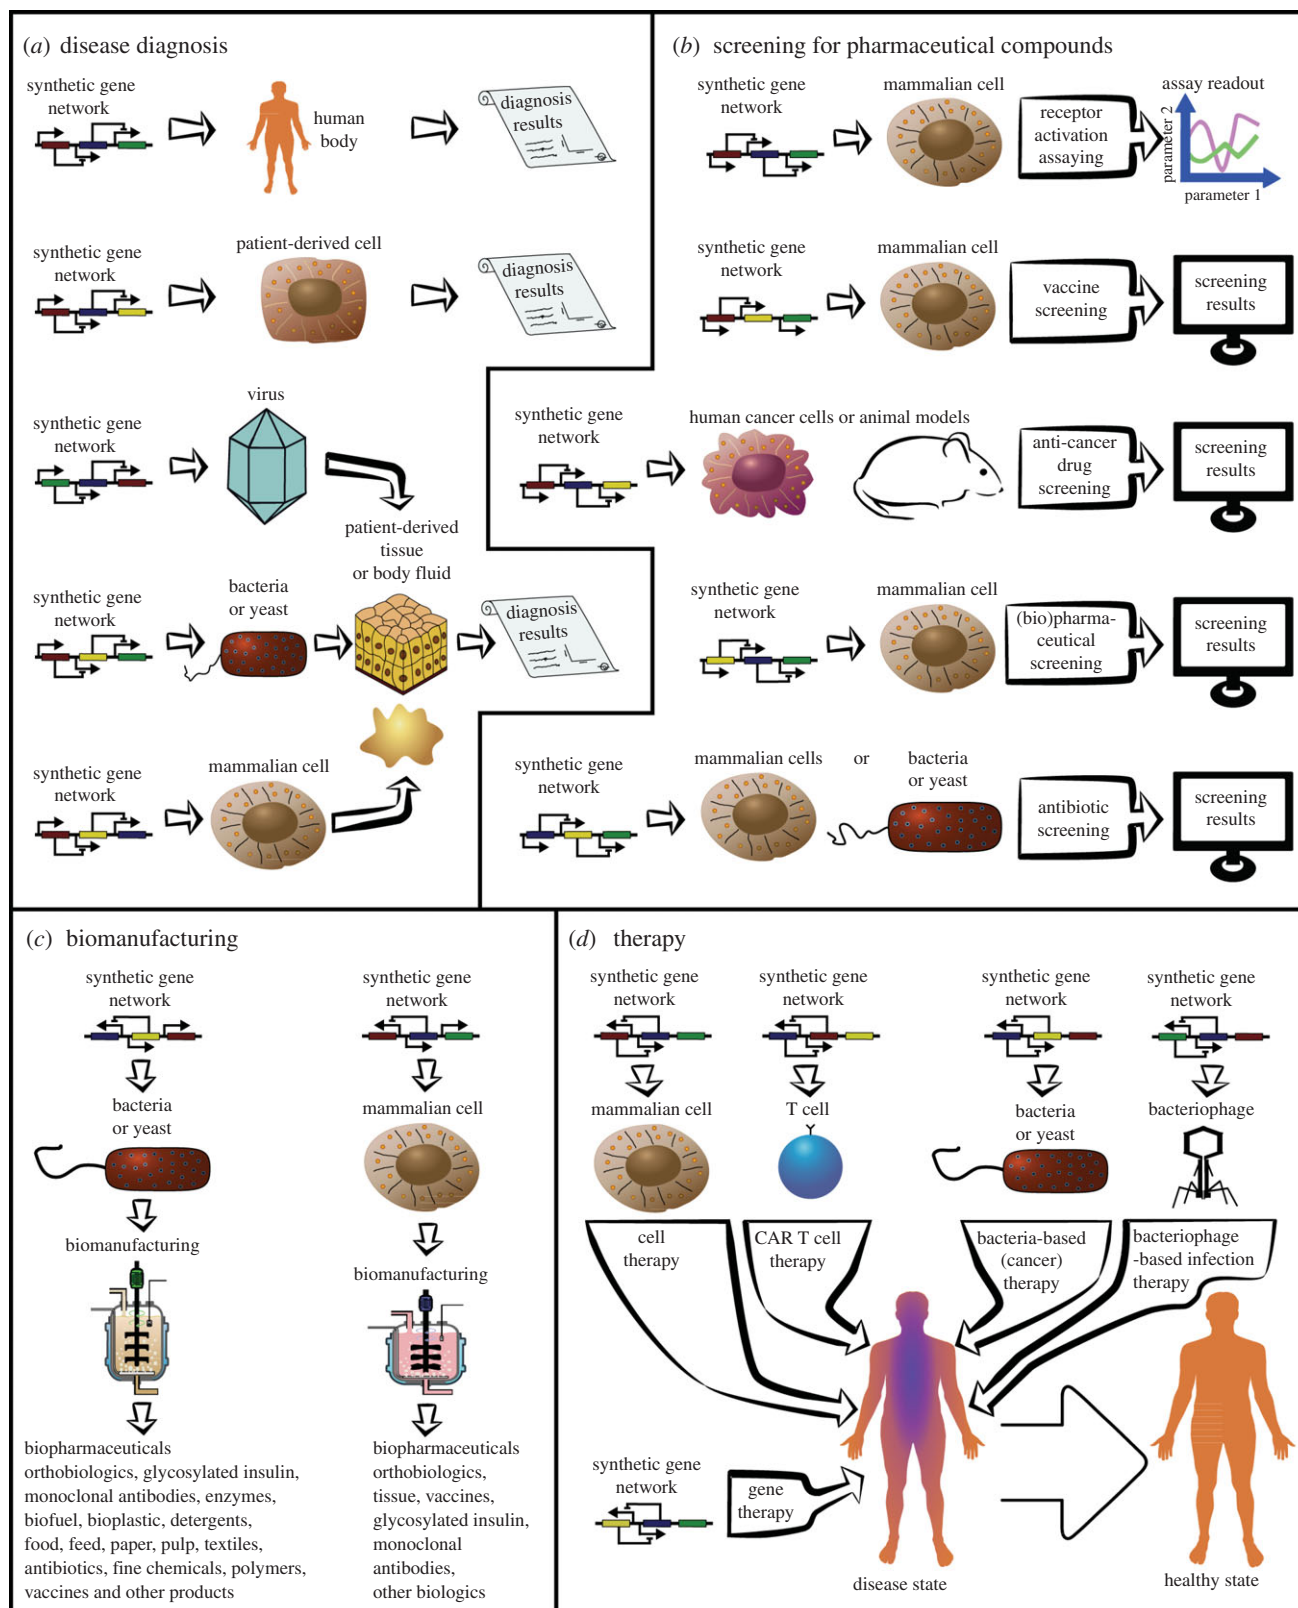 (a) disease diagnosis
synthetic gene
network
human
body
diagnosis
results
synthetic gene
network
patient-derived cell
diagnosis
results
synthetic gene
network
virus
patient-derived
tissue
or body fluid
synthetic gene
network
bacteria
or yeast
diagnosis
results
synthetic gene
network
mammalian cell
(b) screening for pharmaceutical compounds
synthetic gene
network
mammalian cell
receptor
activation
assaying
assay readout
parameter 2
parameter 1
synthetic gene
network
mammalian cell
vaccine
screening
screening
results
synthetic gene
network
human cancer cells or animal models
anti-cancer
drug
screening
screening
results
synthetic gene
network
mammalian cell
(bio)pharma-
ceutical
screening
screening
results
synthetic gene
network
mammalian cells or bacteria
or yeast
antibiotic
screening
screening
results
(c) biomanufacturing
synthetic gene
network
bacteria
or yeast
biomanufacturing
biopharmaceuticals
orthobiologics, glycosylated insulin,
monoclonal antibodies, enzymes,
biofuel, bioplastic, detergents,
food, feed, paper, pulp, textiles,
antibiotics, fine chemicals, polymers,
vaccines and other products
synthetic gene
network
mammalian cell
biomanufacturing
biopharmaceuticals
orthobiologics,
tissue, vaccines,
glycosylated insulin,
monoclonal
antibodies,
other biologics
(d) therapy
synthetic gene
network
mammalian cell
cell
therapy
synthetic gene
network
T cell
CAR T cell
therapy
synthetic gene
network
bacteria
or yeast
bacteria-based
(cancer)
therapy
synthetic gene
network
bacteriophage
bacteriophage
-based infection
therapy
synthetic gene
network
gene
therapy
disease state
healthy state